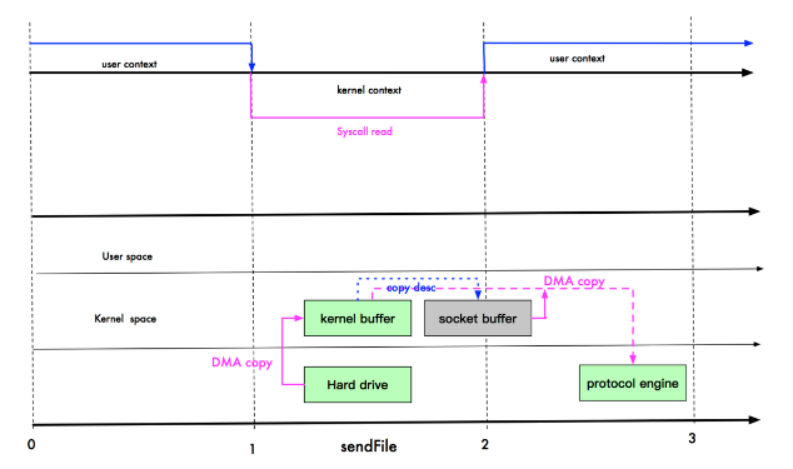 user context
user context
kernel context
Syscall read
User space
copy desc
DMA copy
Kernel space
kernel buffer
socket buffer
DMA copy
Hard drive
protocol engine
0
1
sendFile
2
3